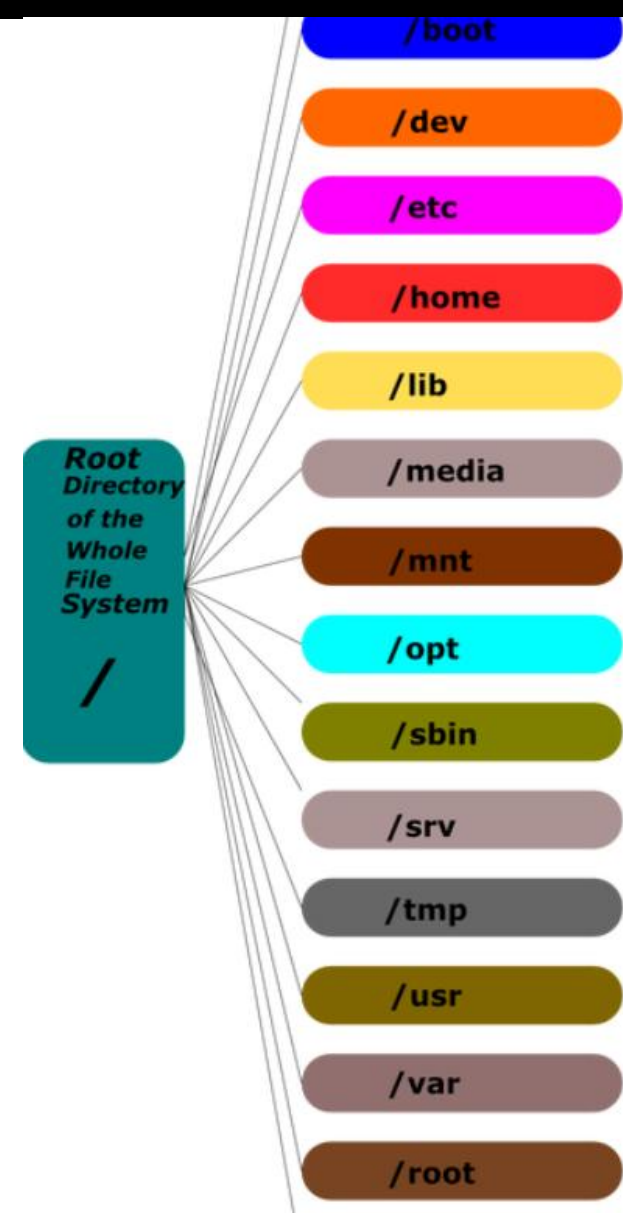 /boot
/dev
/etc
/home
/lib
Root
Directory
of the
Whole
File
System
/
/media
/mnt
/opt
/sbin
/srv
/tmp
/usr
/var
/root